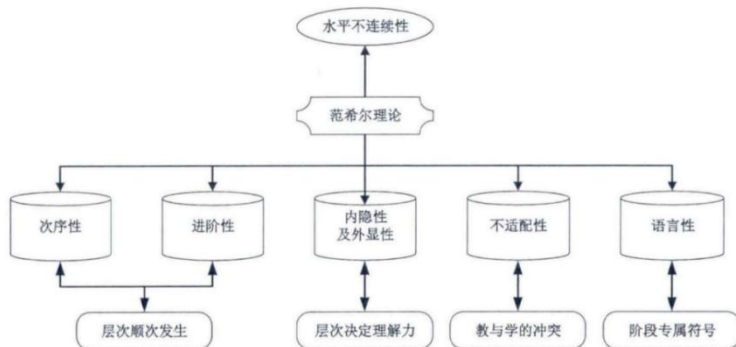 水平不连续性
范希尔理论
次序性
进阶性
内隐性
及外显性
不适配性
语言性
层次顺次发生
层次决定理解力
教与学的冲突
阶段专属符号